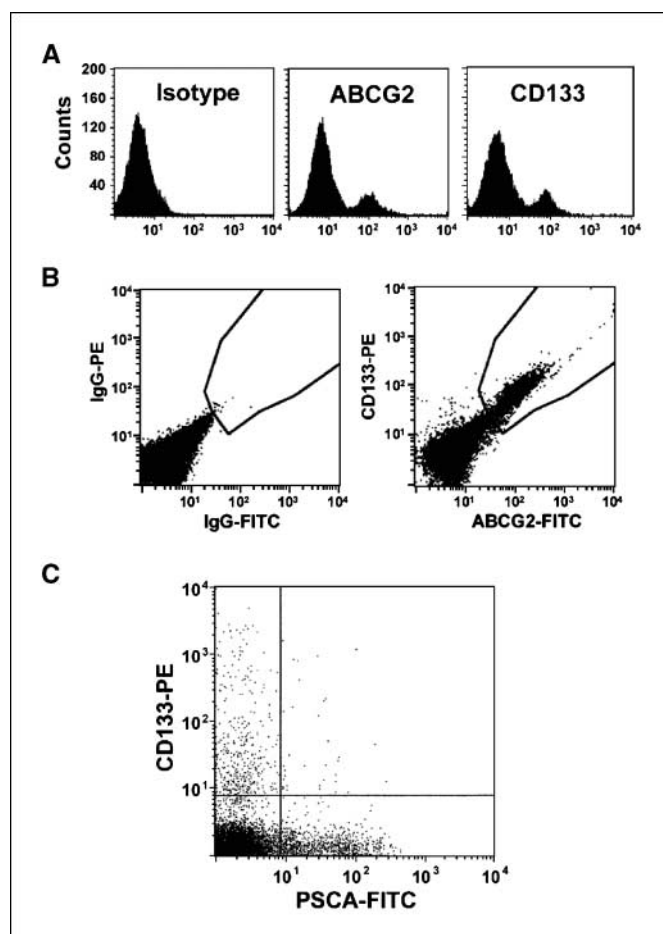 A
Isotype
ABCG2
CD133
Counts
200
160
120
80
40
10¹ 10² 10³ 10⁴
10¹ 10² 10³ 10⁴
10¹ 10² 10³ 10⁴
B
IgG-PE
10⁴
10³
10²
10¹
10¹ 10² 10³ 10⁴
IgG-FITC
CD133-PE
10⁴
10³
10²
10¹
10¹ 10² 10³ 10⁴
ABCG2-FITC
C
CD133-PE
10⁴
10³
10²
10¹
10¹ 10² 10³ 10⁴
PSCA-FITC